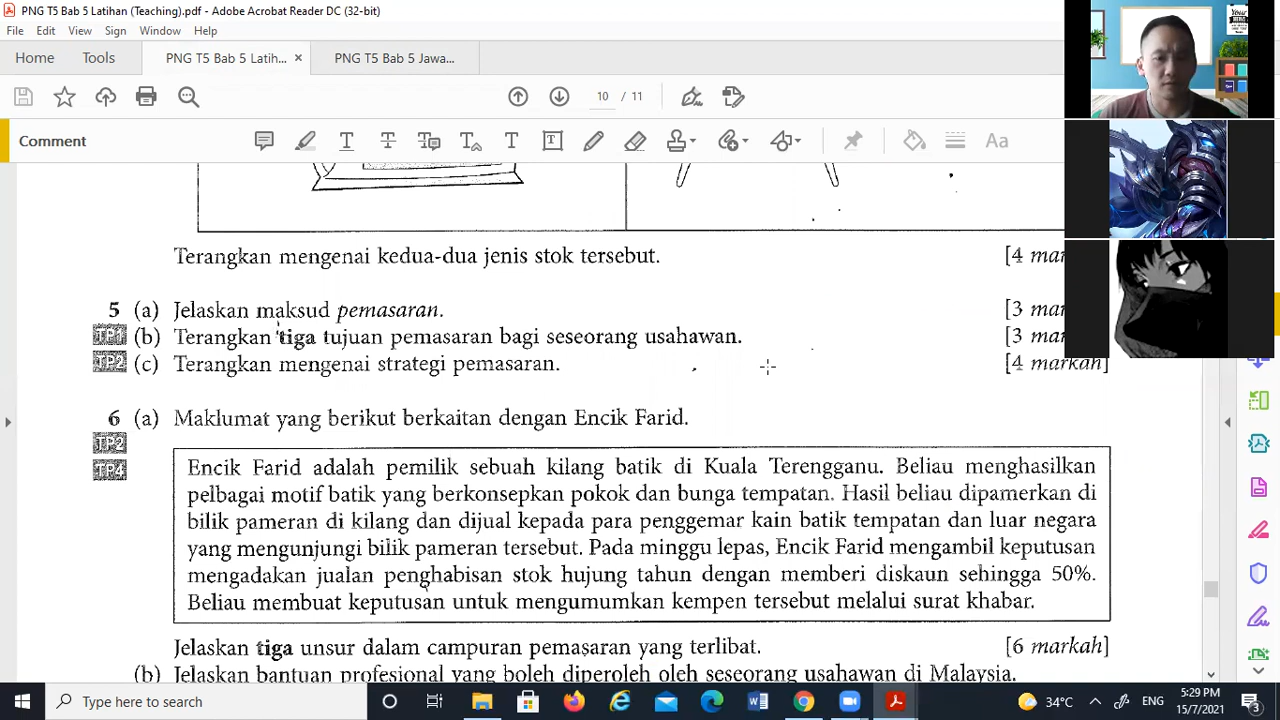 PNG T5 Bab 5 Latihan (Teaching).pdf - Adobe Acrobat Reader DC (32-bit)
File Edit View Sign Window Help
Home Tools PNG T5 Bab 5 Latih... × PNG T5 Bab 5 Jawa...
10 / 11
Comment
Terangkan mengenai kedua-dua jenis stok tersebut. [4 mar
5 (a) Jelaskan maksud pemasaran. [3 mar
TP1 (b) Terangkan tiga tujuan pemasaran bagi seseorang usahawan. [3 mar
TP2 (c) Terangkan mengenai strategi pemasaran. [4 markah]
6 (a) Maklumat yang berikut berkaitan dengan Encik Farid.
TP2
TP4
Encik Farid adalah pemilik sebuah kilang batik di Kuala Terengganu. Beliau menghasilkan
pelbagai motif batik yang berkonsepkan pokok dan bunga tempatan. Hasil beliau dipamerkan di
bilik pameran di kilang dan dijual kepada para penggemar kain batik tempatan dan luar negara
yang mengunjungi bilik pameran tersebut. Pada minggu lepas, Encik Farid mengambil keputusan
mengadakan jualan penghabisan stok hujung tahun dengan memberi diskaun sehingga 50%.
Beliau membuat keputusan untuk mengumumkan kempen tersebut melalui surat khabar.
Jelaskan tiga unsur dalam campuran pemasaran yang terlibat. [6 markah]
(b) Jelaskan bantuan profesional yang boleh diperoleh oleh seseorang usahawan di Malaysia.
Type here to search
34°C ENG 5:29 PM
15/7/2021
3